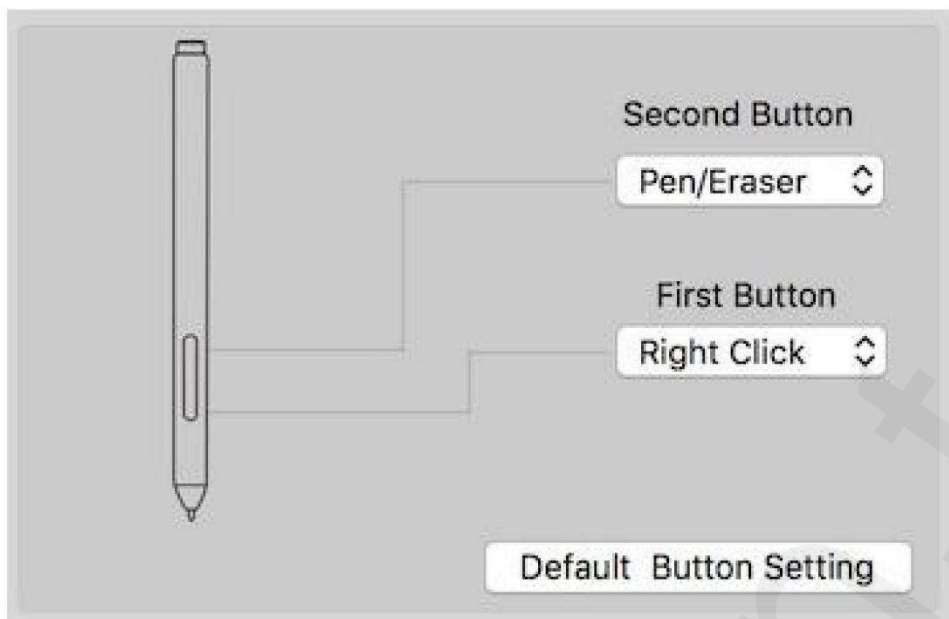 Second Button
Pen/Eraser
First Button
Right Click
Default Button Setting